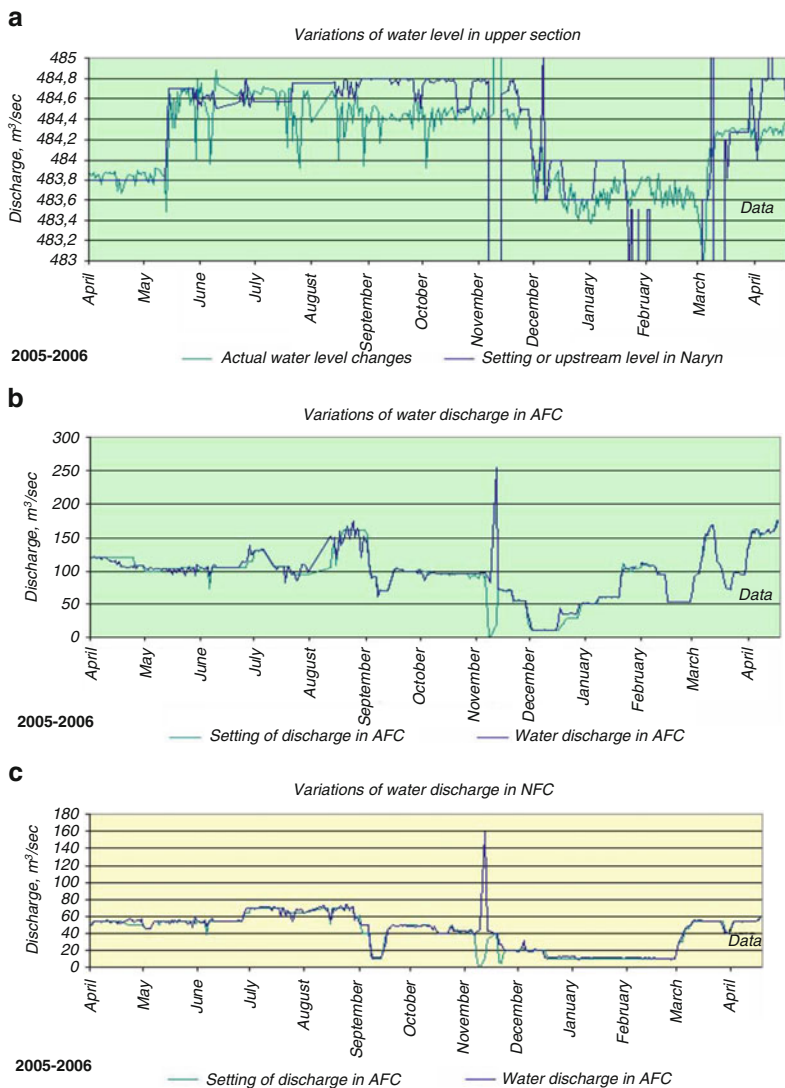 a
Variations of water level in upper section
Discharge, m³/sec
485
484,8
484,6
484,4
484,2
484
483,8
483,6
483,4
483,2
483
Data
April May June July August September October November December January February March April
2005-2006
Actual water level changes Setting or upstream level in Naryn
b
Variations of water discharge in AFC
Discharge, m³/sec
300
250
200
150
100
50
0
Data
April May June July August September October November December January February March April
2005-2006
Setting of discharge in AFC Water discharge in AFC
c
Variations of water discharge in NFC
Discharge, m³/sec
180
160
140
120
100
80
60
40
20
0
Data
April May June July August September October November December January February March April
2005-2006
Setting of discharge in AFC Water discharge in AFC